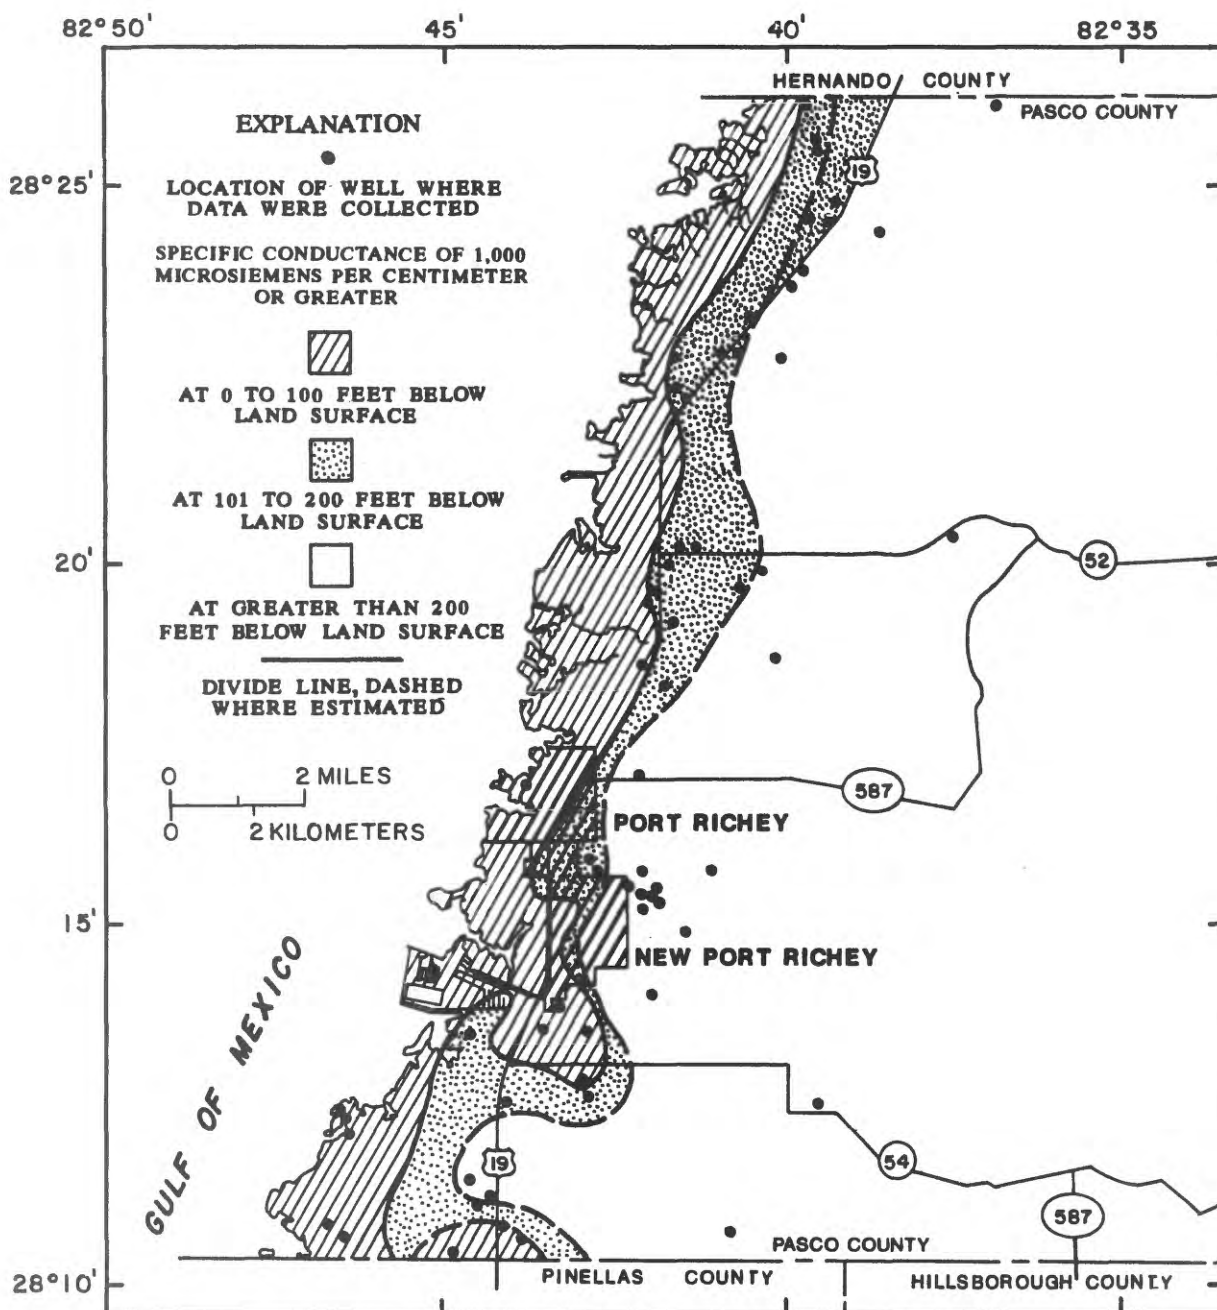 82°50' 45' 40' 82°35
HERNANDO COUNTY
PASCO COUNTY
EXPLANATION
LOCATION OF WELL WHERE
DATA WERE COLLECTED
SPECIFIC CONDUCTANCE OF 1,000
MICROSIEMENS PER CENTIMETER
OR GREATER
AT 0 TO 100 FEET BELOW
LAND SURFACE
AT 101 TO 200 FEET BELOW
LAND SURFACE
AT GREATER THAN 200
FEET BELOW LAND SURFACE
DIVIDE LINE, DASHED
WHERE ESTIMATED
0 2 MILES
0 2 KILOMETERS
28°25'
20'
15'
28°10'
19
52
587
PORT RICHEY
NEW PORT RICHEY
GULF OF MEXICO
19
54
587
PASCO COUNTY
PINELLAS COUNTY
HILLSBOROUGH COUNTY